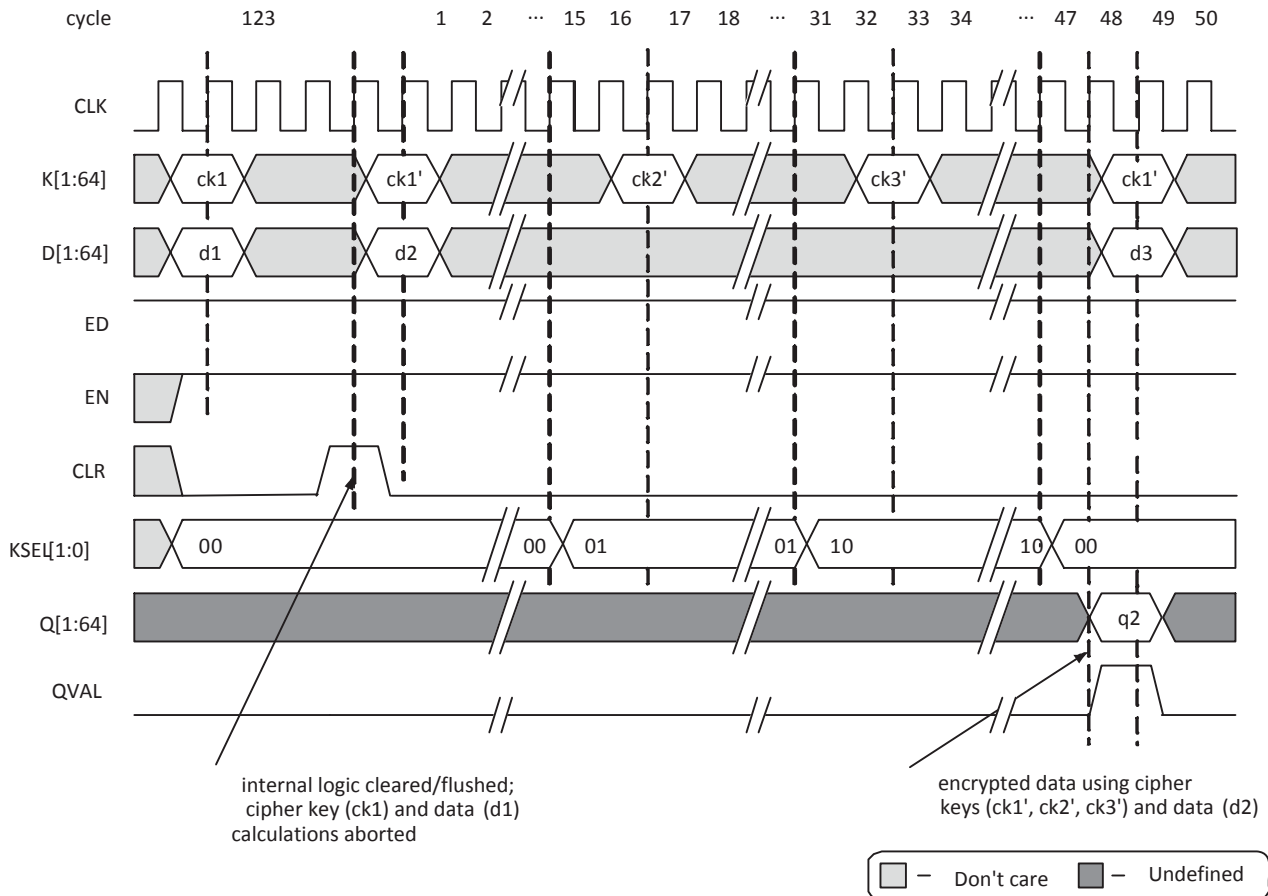 cycle 123 1 2 ... 15 16 17 18 ... 31 32 33 34 ... 47 48 49 50
CLK
K[1:64] ck1 ck1' ck2' ck3' ck1'
D[1:64] d1 d2 d3
ED
EN
CLR
KSEL[1:0] 00 00 01 01 10 10 00
Q[1:64] q2
QVAL
internal logic cleared/flushed;
cipher key (ck1) and data (d1)
calculations aborted
encrypted data using cipher
keys (ck1', ck2', ck3') and data (d2)
– Don't care – Undefined